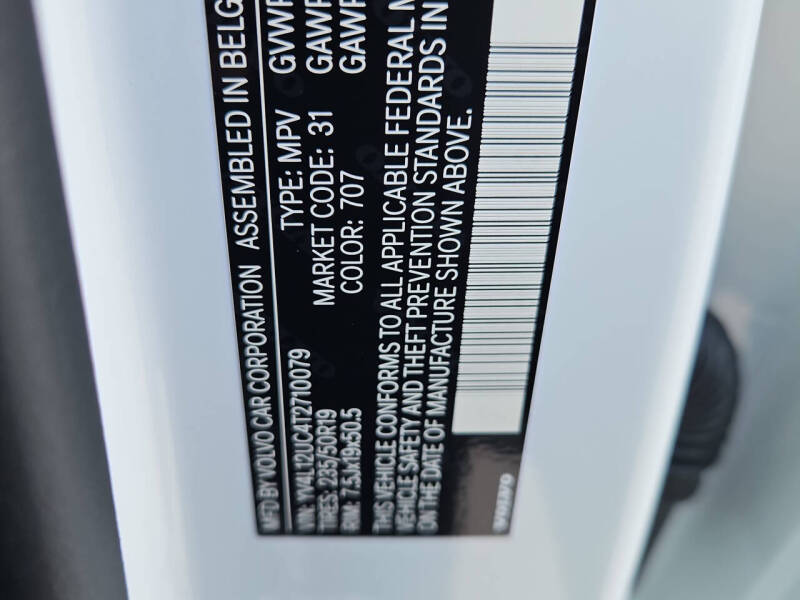 MFD BY VOLVO CAR CORPORATION ASSEMBLED IN BELG
VIN: YV4L12UC4T2710079 TYPE: MPV GVWR
TIRES: 235/50R19 MARKET CODE: 31 GAWR
RIM: 7.5Jx19x50.5 COLOR: 707 GAWR
THIS VEHICLE CONFORMS TO ALL APPLICABLE FEDERAL M
VEHICLE SAFETY AND THEFT PREVENTION STANDARDS IN
ON THE DATE OF MANUFACTURE SHOWN ABOVE.
VOLVO